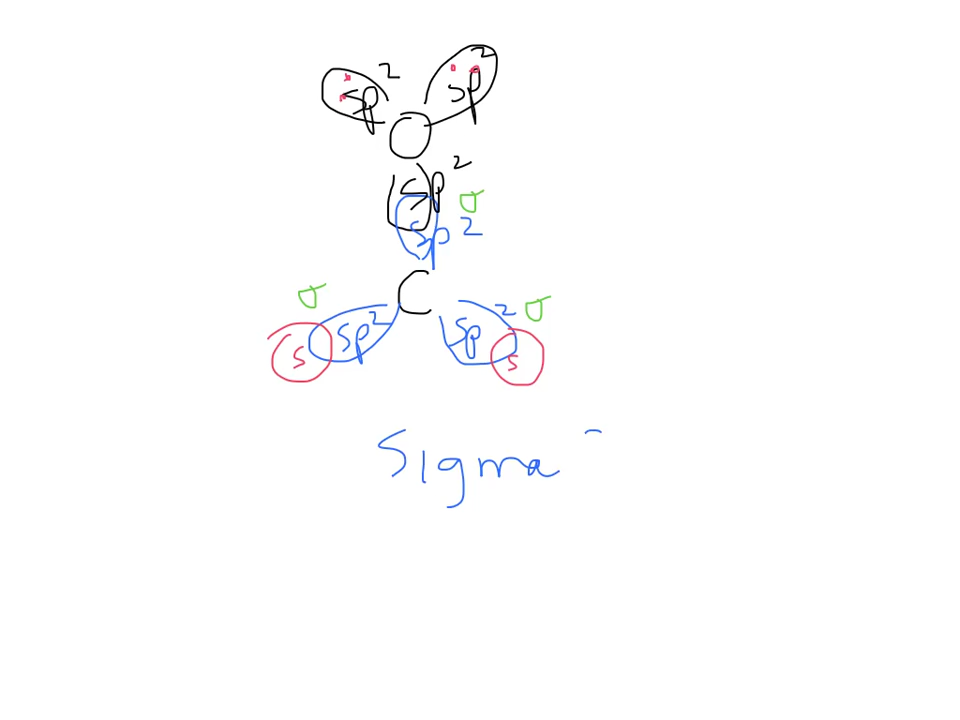 sp² sp²
O
sp² σ
sp²
C
σ σ
s sp² sp² s
Sigma